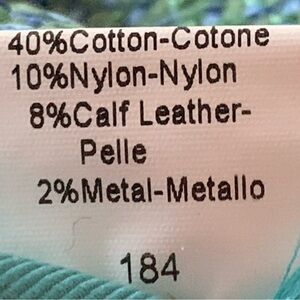 40%Cotton-Cotone
10%Nylon-Nylon
8%Calf Leather-
Pelle
2%Metal-Metallo
184